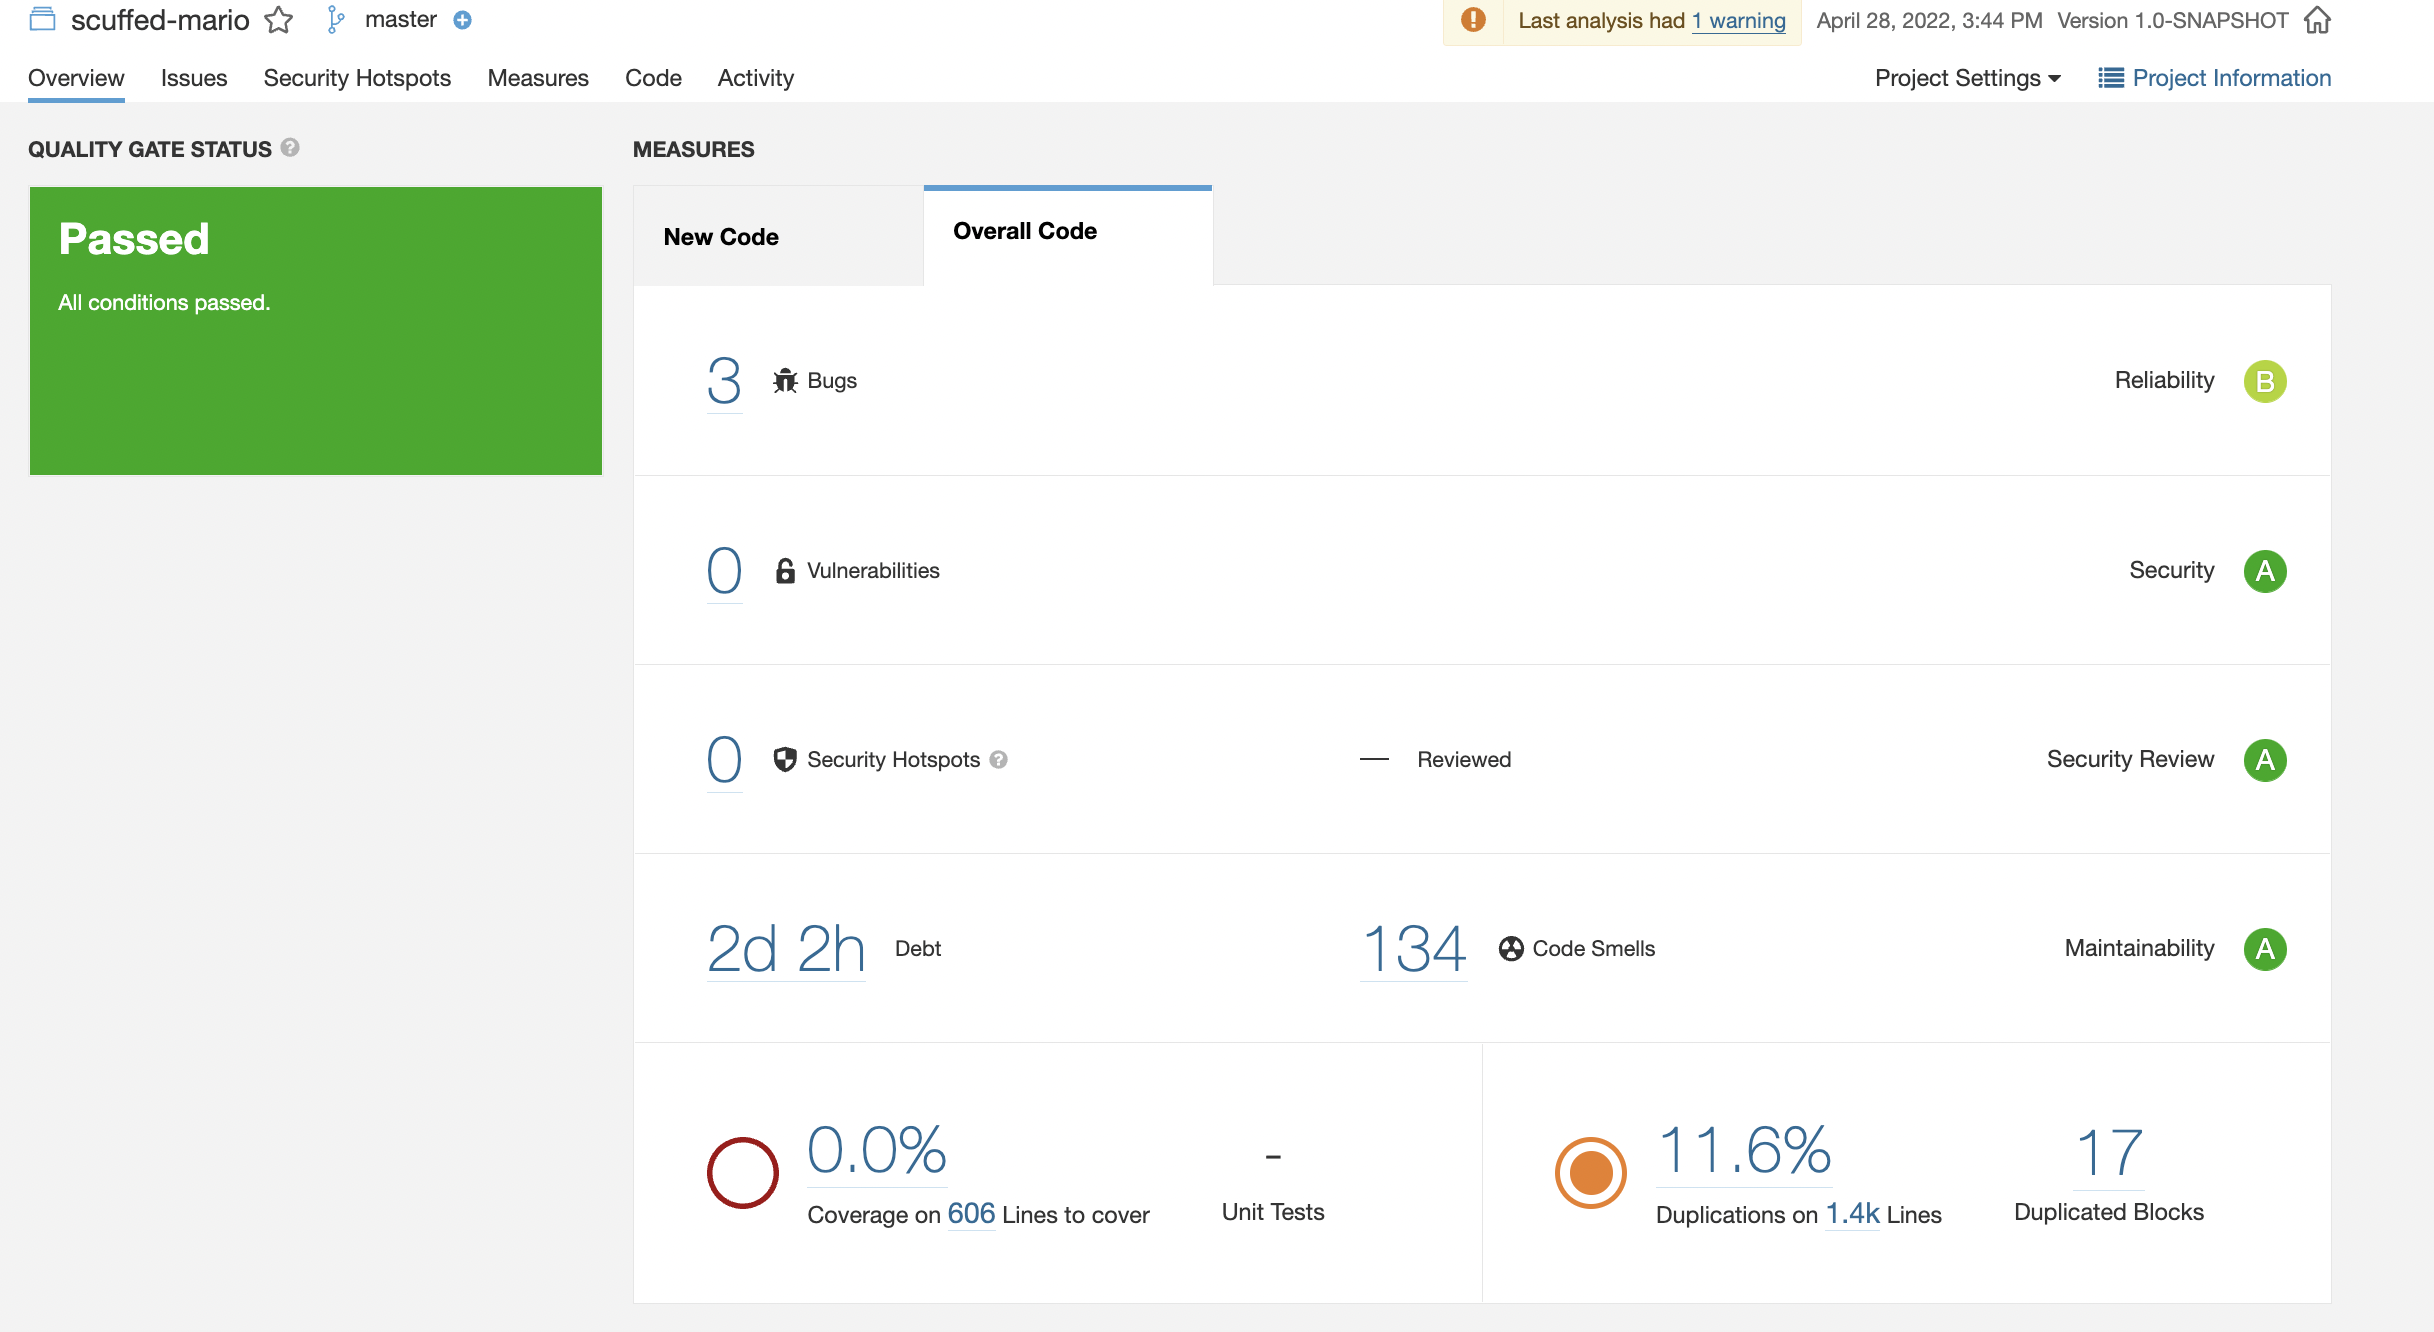 scuffed-mario master
Last analysis had 1 warning April 28, 2022, 3:44 PM Version 1.0-SNAPSHOT
Overview Issues Security Hotspots Measures Code Activity
Project Settings Project Information
QUALITY GATE STATUS ?
MEASURES
Passed
All conditions passed.
New Code
Overall Code
3 Bugs
Reliability B
0 Vulnerabilities
Security A
0 Security Hotspots ?
— Reviewed
Security Review A
2d 2h Debt
134 Code Smells
Maintainability A
0.0%
Coverage on 606 Lines to cover
-
Unit Tests
11.6%
Duplications on 1.4k Lines
17
Duplicated Blocks